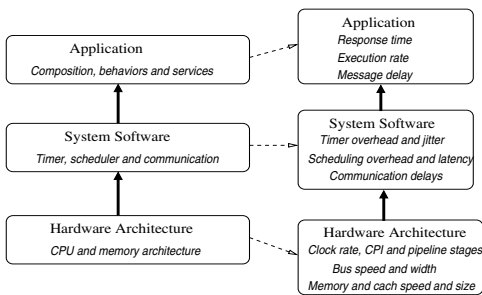 Application
Composition, behaviors and services
System Software
Timer, scheduler and communication
Hardware Architecture
CPU and memory architecture
Application
Response time
Execution rate
Message delay
System Software
Timer overhead and jitter
Scheduling overhead and latency
Communication delays
Hardware Architecture
Clock rate, CPI and pipeline stages
Bus speed and width
Memory and cach speed and size